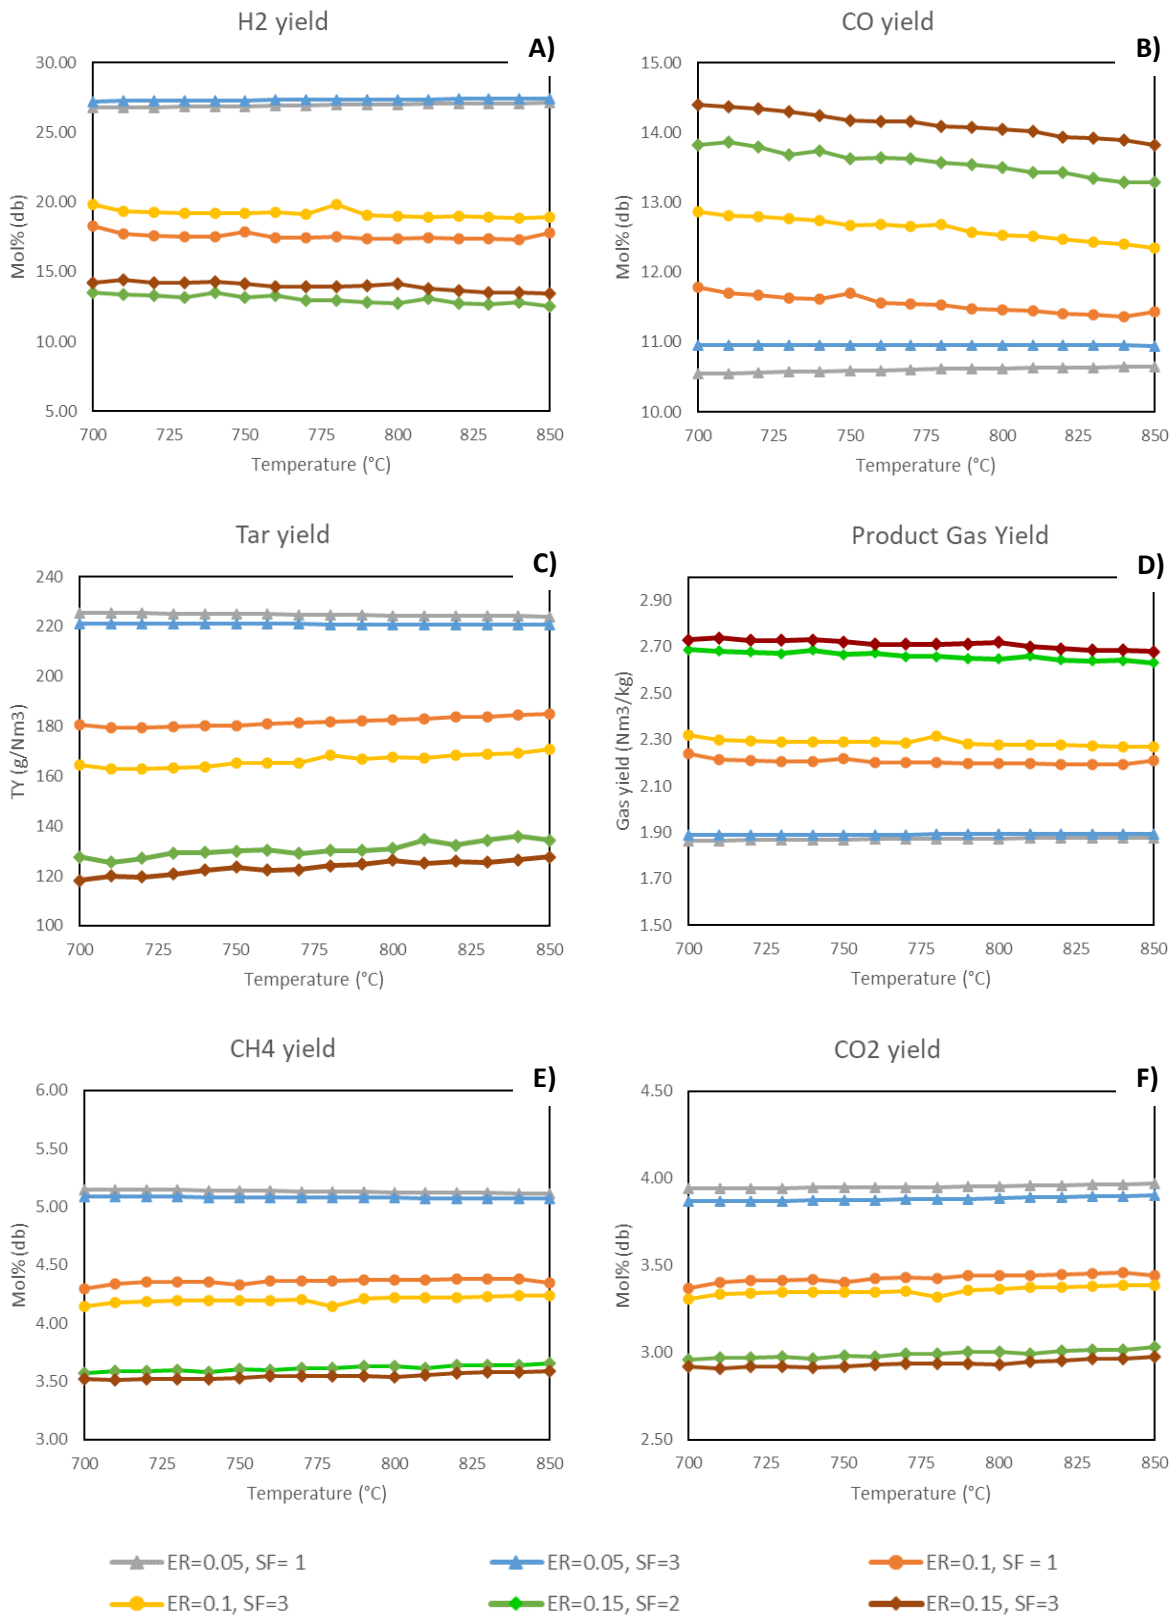 H2 yield
A)
30.00
25.00
20.00
15.00
10.00
5.00
Mol% (db)
700 725 750 775 800 825 850
Temperature (°C)
CO yield
B)
15.00
14.00
13.00
12.00
11.00
10.00
Mol% (db)
700 725 750 775 800 825 850
Temperature (°C)
Tar yield
C)
240
220
200
180
160
140
120
100
TY (g/Nm3)
700 725 750 775 800 825 850
Temperature (°C)
Product Gas Yield
D)
2.90
2.70
2.50
2.30
2.10
1.90
1.70
1.50
Gas yield (Nm3/kg)
700 725 750 775 800 825 850
Temperature (°C)
CH4 yield
E)
6.00
5.50
5.00
4.50
4.00
3.50
3.00
Mol% (db)
700 725 750 775 800 825 850
Temperature (°C)
CO2 yield
F)
4.50
4.00
3.50
3.00
2.50
Mol% (db)
700 725 750 775 800 825 850
Temperature (°C)
ER=0.05, SF= 1 ER=0.05, SF=3 ER=0.1, SF = 1
ER=0.1, SF=3 ER=0.15, SF=2 ER=0.15, SF=3